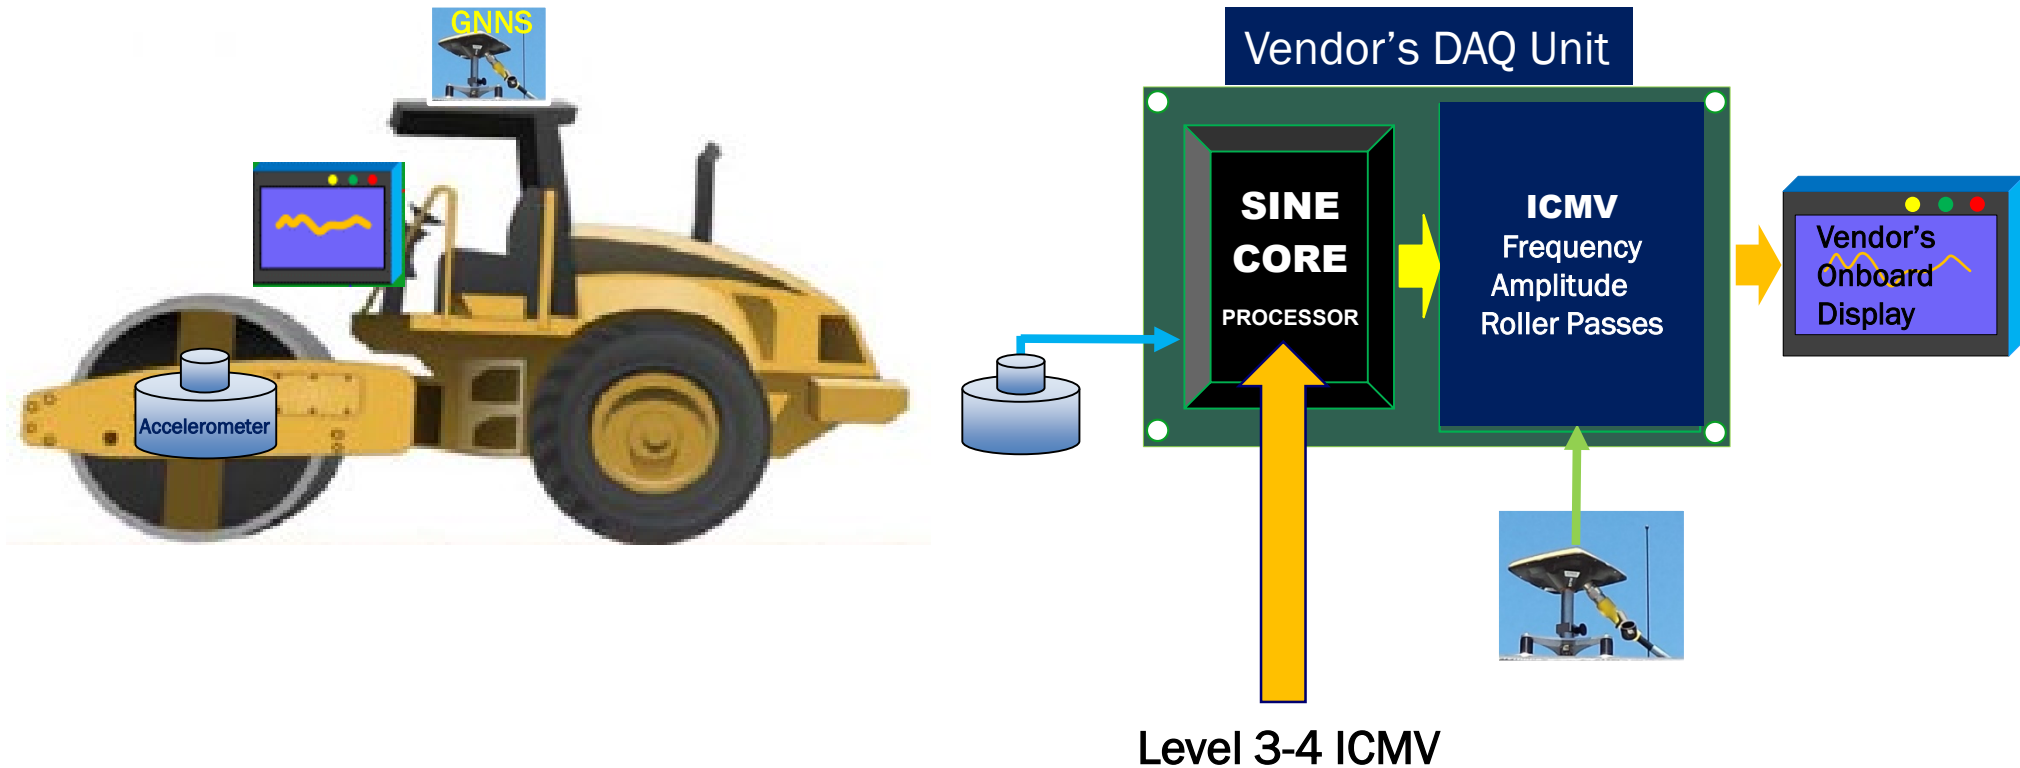 GNNS
Accelerometer
Vendor's DAQ Unit
SINE
CORE
PROCESSOR
ICMV
Frequency
Amplitude
Roller Passes
Vendor's
Onboard
Display
Level 3-4 ICMV